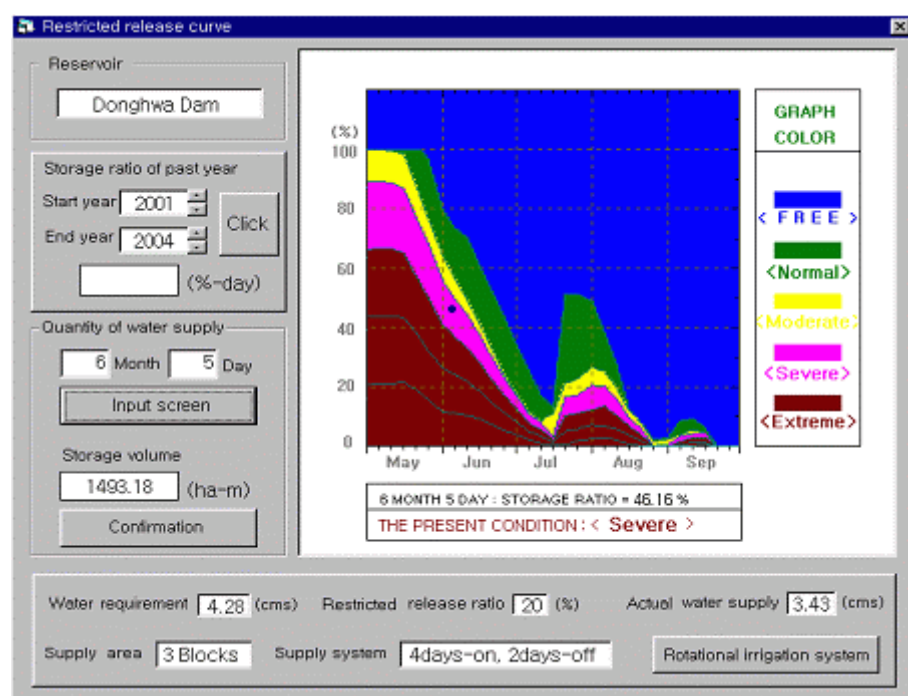 Restricted release curve
Reservoir
Donghwa Dam
Storage ratio of past year
Start year 2001
End year 2004
Click
(%-day)
Quantity of water supply
6 Month 5 Day
Input screen
Storage volume
1493.18 (ha-m)
Confirmation
(%)
100
80
60
40
20
0
May Jun Jul Aug Sep
GRAPH
COLOR
< F R E E >
<Normal>
<Moderate>
<Severe>
<Extreme>
6 MONTH 5 DAY : STORAGE RATIO = 46.16 %
THE PRESENT CONDITION : < Severe >
Water requirement 4.28 (cms) Restricted release ratio 20 (%) Actual water supply 3.43 (cms)
Supply area 3 Blocks Supply system 4days-on, 2days-off Rotational irrigation system